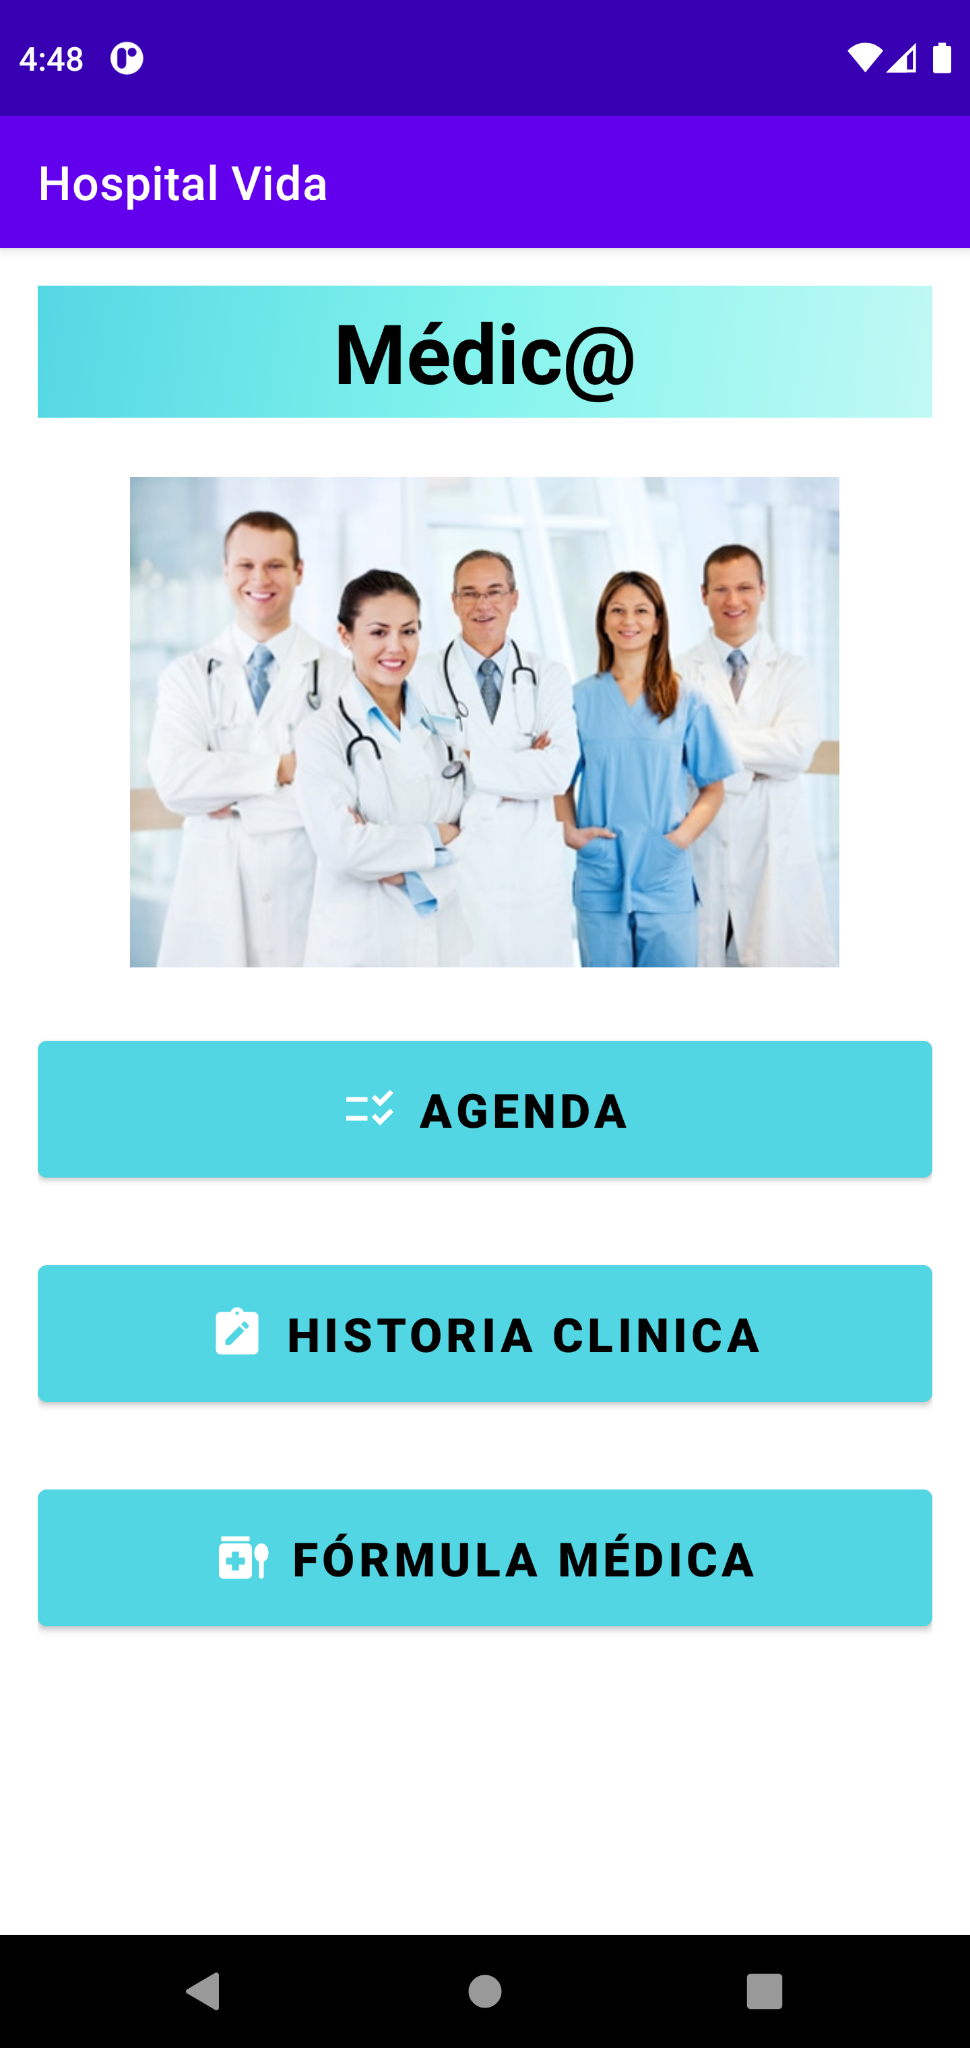 4:48
Hospital Vida
Médic@
AGENDA
HISTORIA CLINICA
FÓRMULA MÉDICA